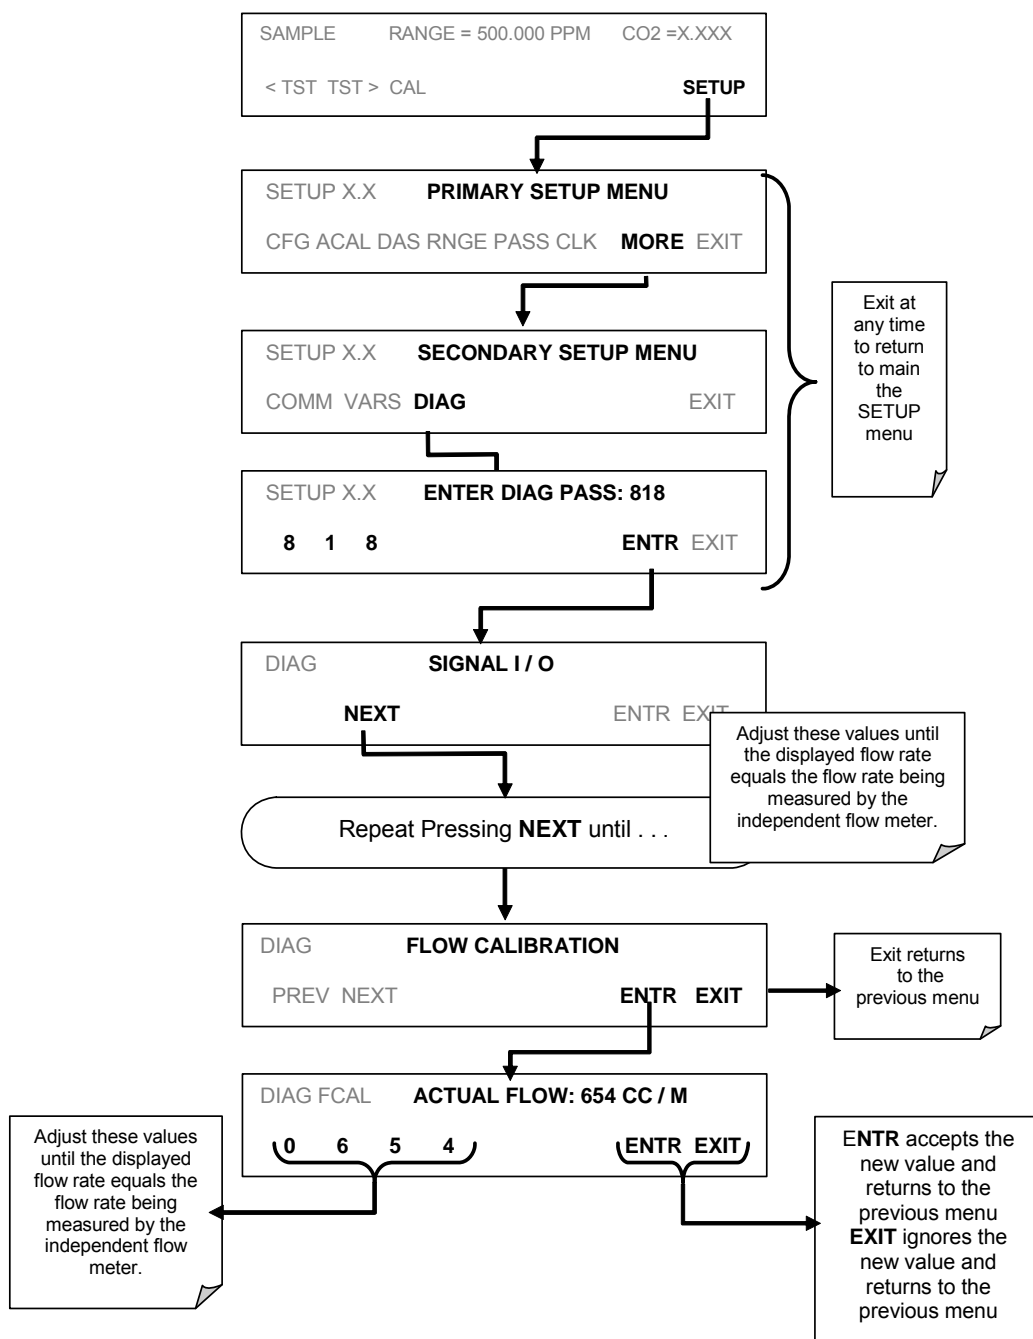 SAMPLE RANGE = 500.000 PPM CO2 =X.XXX
< TST TST > CAL SETUP
SETUP X.X PRIMARY SETUP MENU
CFG ACAL DAS RNGE PASS CLK MORE EXIT
Exit at
any time
to return
to main
the
SETUP
menu
SETUP X.X SECONDARY SETUP MENU
COMM VARS DIAG EXIT
SETUP X.X ENTER DIAG PASS: 818
8 1 8 ENTR EXIT
DIAG SIGNAL I / O
NEXT ENTR EXIT
Adjust these values until
the displayed flow rate
equals the flow rate being
measured by the
independent flow meter.
Repeat Pressing NEXT until . . .
DIAG FLOW CALIBRATION
PREV NEXT ENTR EXIT
Exit returns
to the
previous menu
DIAG FCAL ACTUAL FLOW: 654 CC / M
0 6 5 4 ENTR EXIT
Adjust these values
until the displayed
flow rate equals the
flow rate being
measured by the
independent flow
meter.
ENTR accepts the
new value and
returns to the
previous menu
EXIT ignores the
new value and
returns to the
previous menu